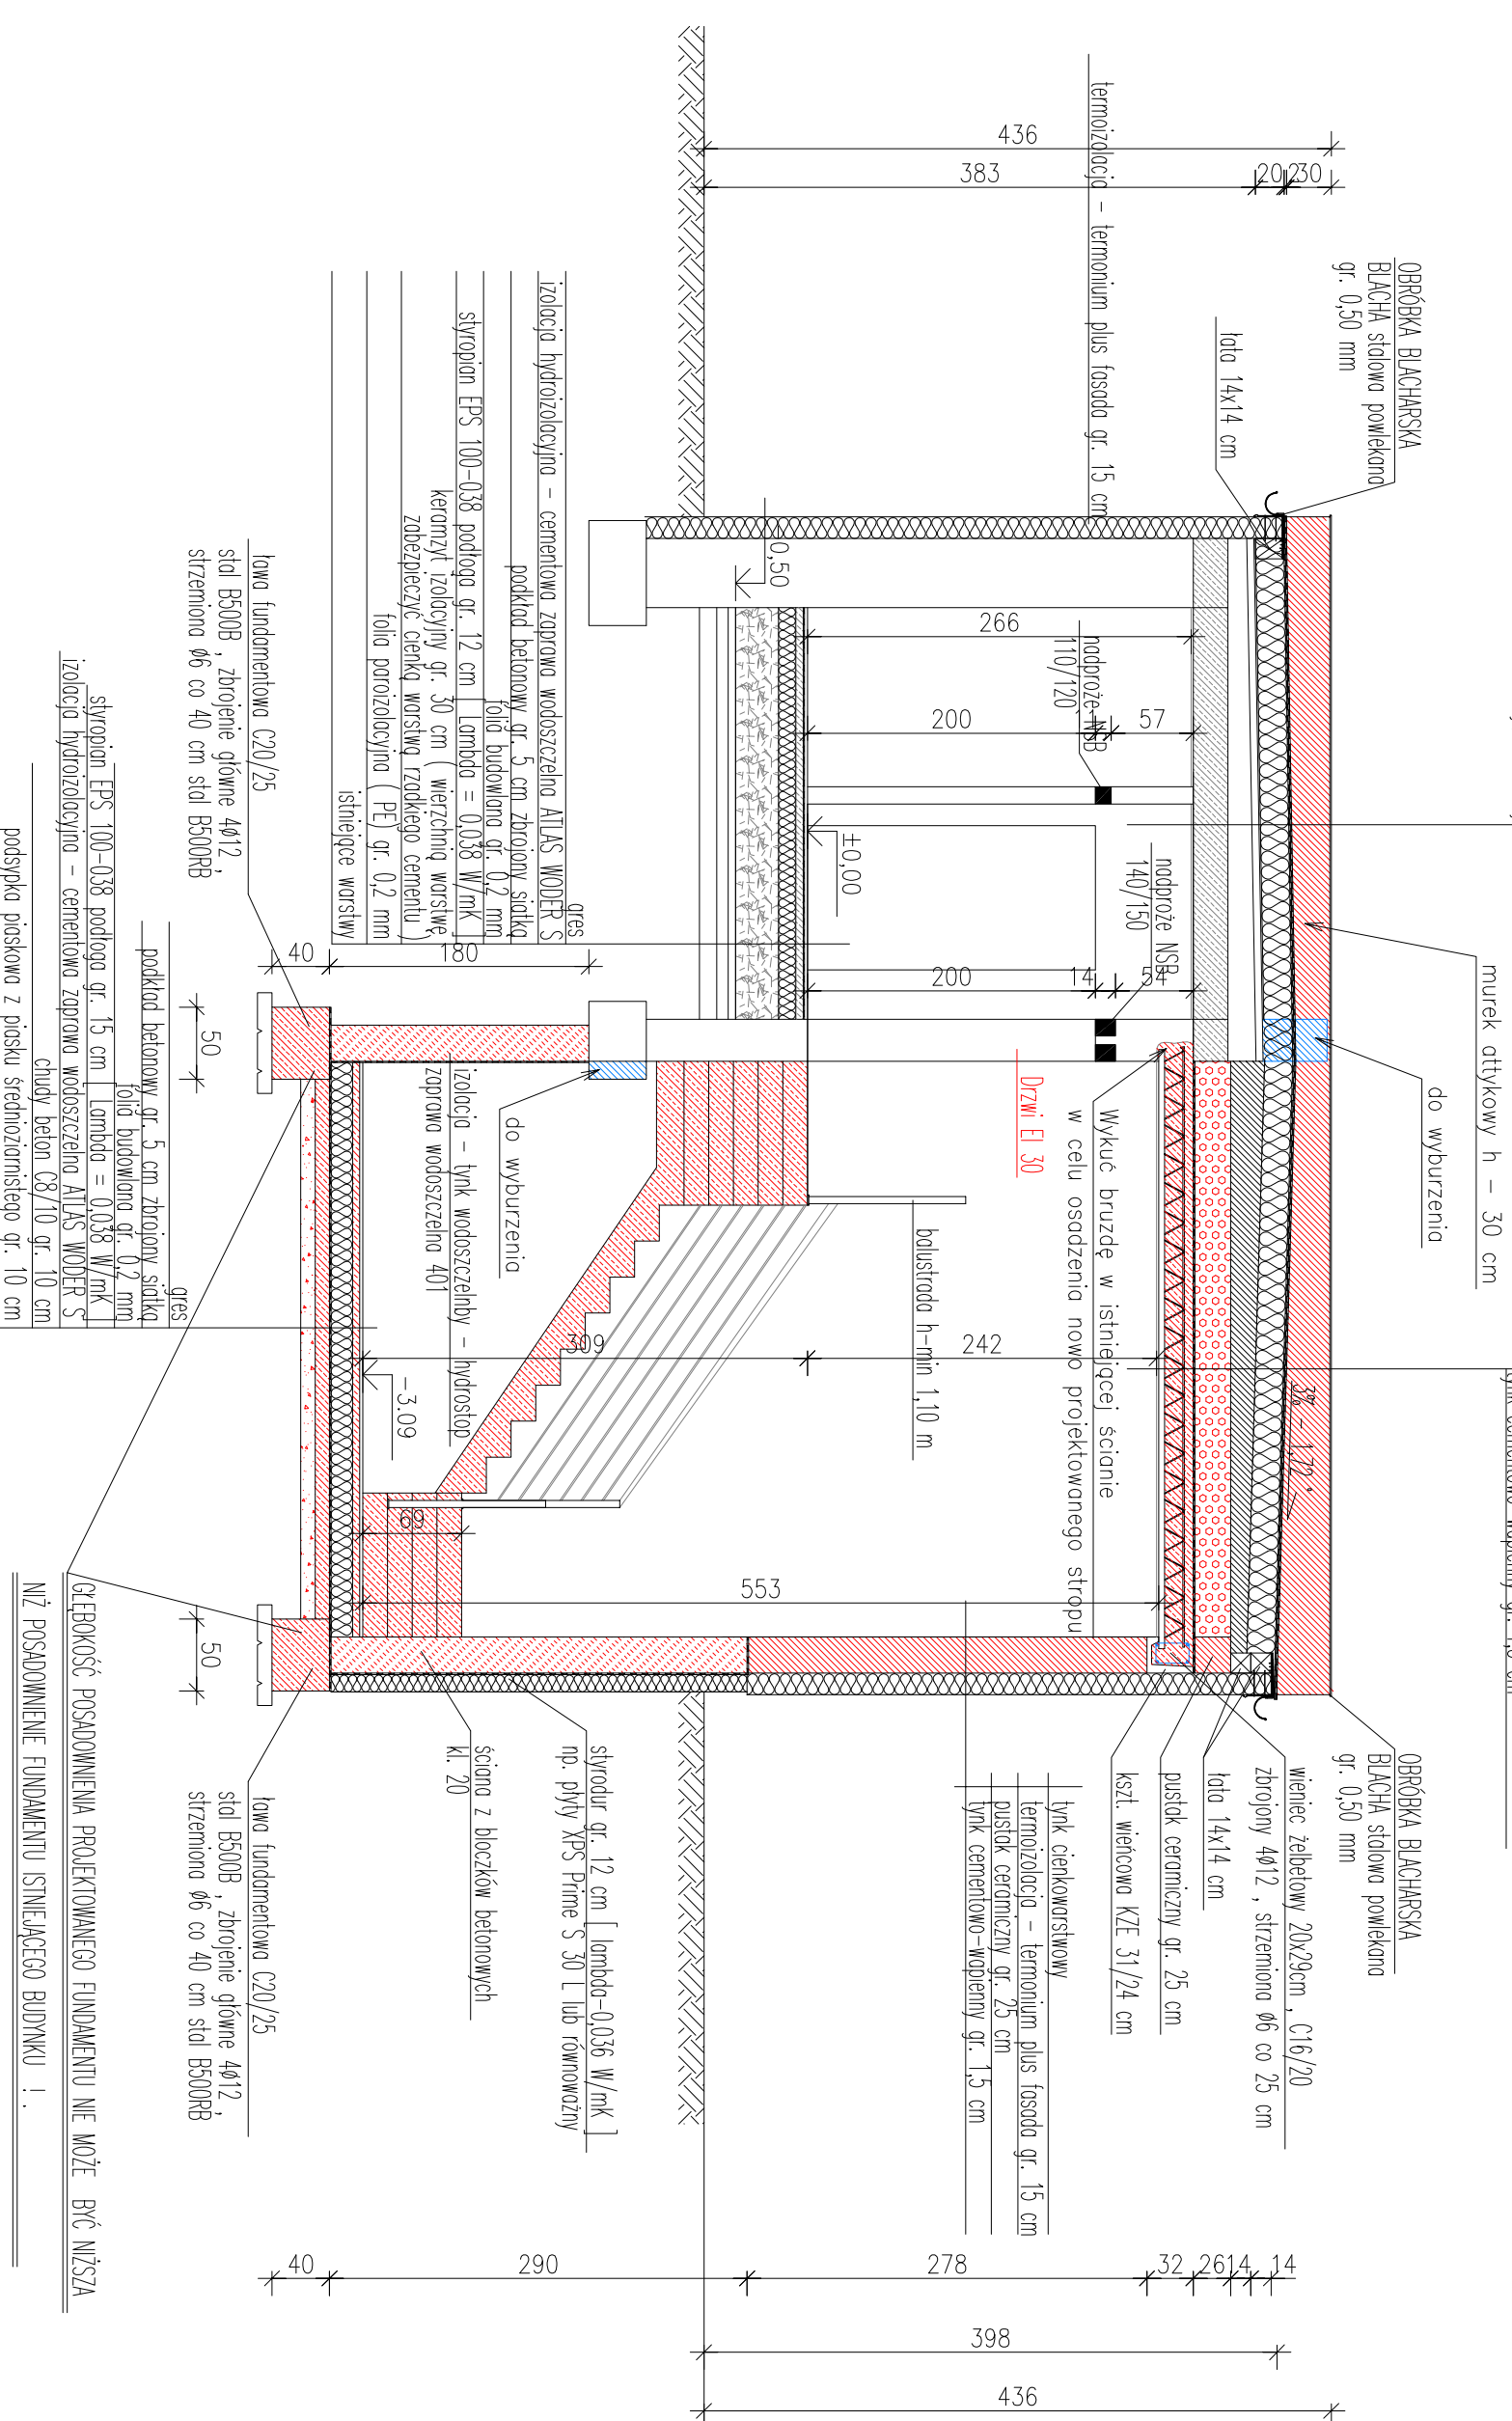 436
383
20
2
30
termoizolacja - termonium plus fasada gr. 15 cm
OBRÓBKA BLACHARSKA
BLACHA stalowa powlekana
gr. 0,50 mm
łata 14x14 cm
murek attykowy h - 30 cm
do wyburzenia
3% - 1,72°
266
nadproże NSB
110/120
200
57
-0,50
±0,00
nadproże NSB
140/150
200
14
54
Drzwi EI 30
Wykuć bruzdę w istniejącej ścianie
w celu osadzenia nowo projektowanego stropu
balustrada h-min 1,10 m
do wyburzenia
izolacja - tynk wodoszczelnby - hydrostop
zaprawa wodoszczelna 401
309
242
-3.09
69
553
gres
izolacja hydroizolacyjna - cementowa zaprawa wodoszczelna ATLAS WODER S
podkład betonowy gr. 5 cm zbrojony siatką
folia budowlana gr. 0,2 mm
styropian EPS 100-038 podłoga gr. 12 cm [ Lambda = 0,038 W/mK ]
keramzyt izolacyjny gr. 30 cm ( wierzchnią warstwę
zabezpieczyć cienką warstwą rzadkiego cementu )
folia paroizolacyjna ( PE) gr. 0,2 mm
istniejące warstwy
40
180
50
ława fundamentowa C20/25
stal B500B , zbrojenie główne 4ø12 ,
strzemiona ø6 co 40 cm stal B500RB
gres
podkład betonowy gr. 5 cm zbrojony siatką
folia budowlana gr. 0,2 mm
styropian EPS 100-038 podłoga gr. 15 cm [ Lambda = 0,038 W/mK ]
izolacja hydroizolacyjna - cementowa zaprawa wodoszczelna ATLAS WODER S
chudy beton C8/10 gr. 10 cm
podsypka piaskowa z piasku średnioziarnistego gr. 10 cm
OBRÓBKA BLACHARSKA
BLACHA stalowa powlekana
gr. 0,50 mm
wieniec żelbetowy 20x29cm , C16/20
zbrojony 4ø12 , strzemiona ø6 co 25 cm
łata 14x14 cm
pustak ceramiczny gr. 25 cm
kszt. wieńcowa KZE 31/24 cm
tynk cienkowarstwowy
termoizolacja - termonium plus fasada gr. 15 cm
pustak ceramiczny gr. 25 cm
tynk cementowo-wapienny gr. 1,5 cm
styrodur gr. 12 cm [ lambda-0,036 W/mK ]
np. płyty XPS Prime S 30 L lub równoważny
ściana z bloczków betonowych
kl. 20
50
ława fundamentowa C20/25
stal B500B , zbrojenie główne 4ø12 ,
strzemiona ø6 co 40 cm stal B500RB
GŁĘBOKOŚĆ POSADOWNIENIA PROJEKTOWANEGO FUNDAMENTU NIE MOŻE BYĆ NIŻSZA
NIŻ POSADOWNIENIE FUNDAMENTU ISTNIEJĄCEGO BUDYNKU ! .
40
290
278
32
26
14
14
398
436